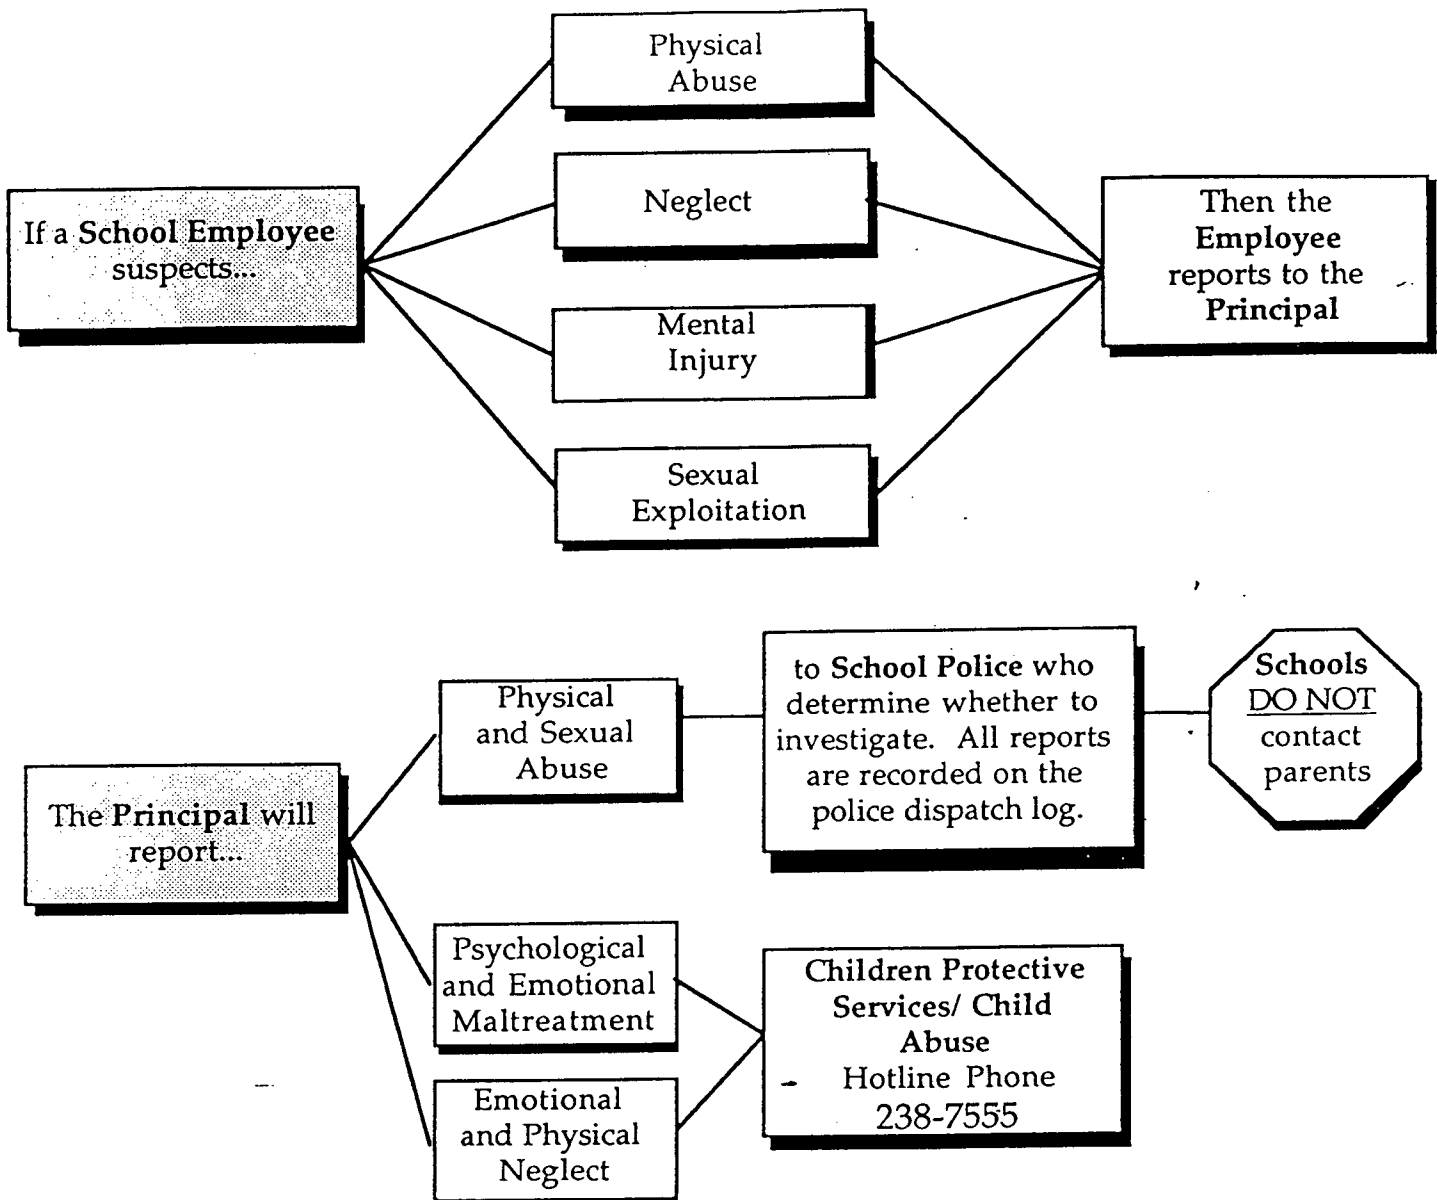 If a School Employee
suspects...
Physical
Abuse
Neglect
Mental
Injury
Sexual
Exploitation
Then the
Employee
reports to the
Principal
The Principal will
report...
Physical
and Sexual
Abuse
to School Police who
determine whether to
investigate. All reports
are recorded on the
police dispatch log.
Schools
DO NOT
contact
parents
Psychological
and Emotional
Maltreatment
Emotional
and Physical
Neglect
Children Protective
Services/ Child
Abuse
Hotline Phone
238-7555